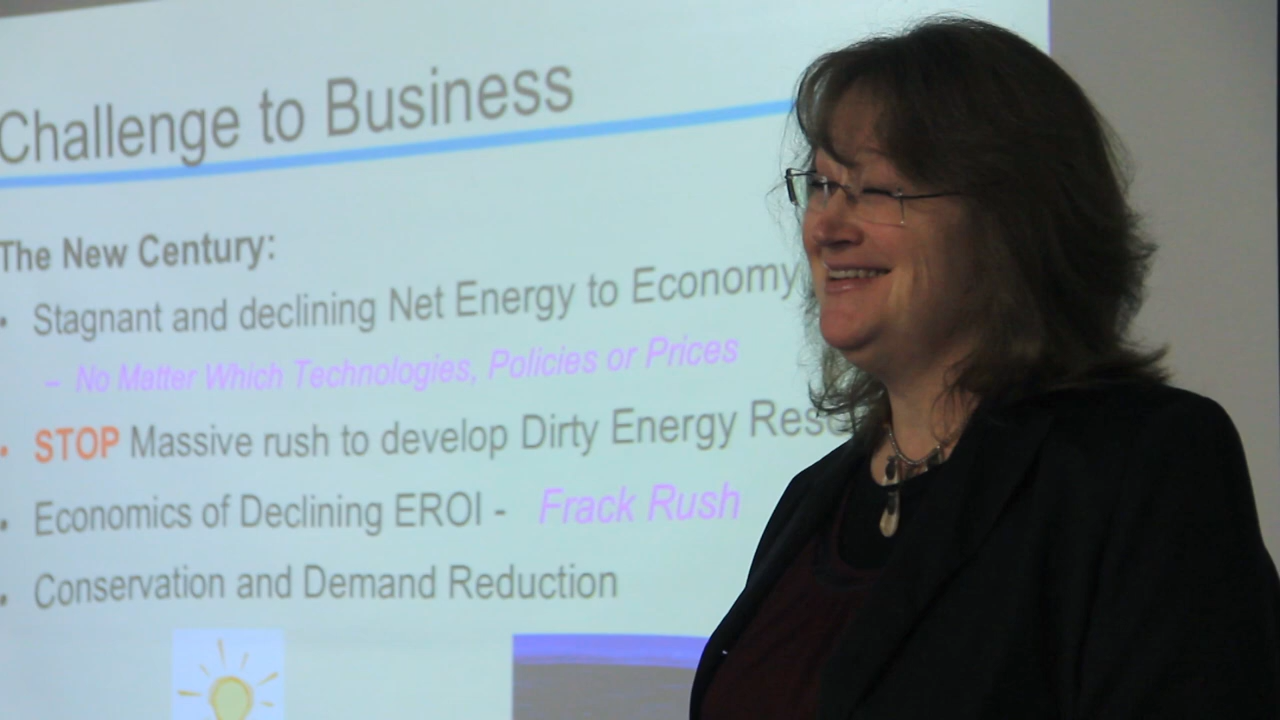 Challenge to Business
The New Century:
• Stagnant and declining Net Energy to Economy
– No Matter Which Technologies, Policies or Prices
• STOP Massive rush to develop Dirty Energy
• Economics of Declining EROI - Frack Rush
• Conservation and Demand Reduction